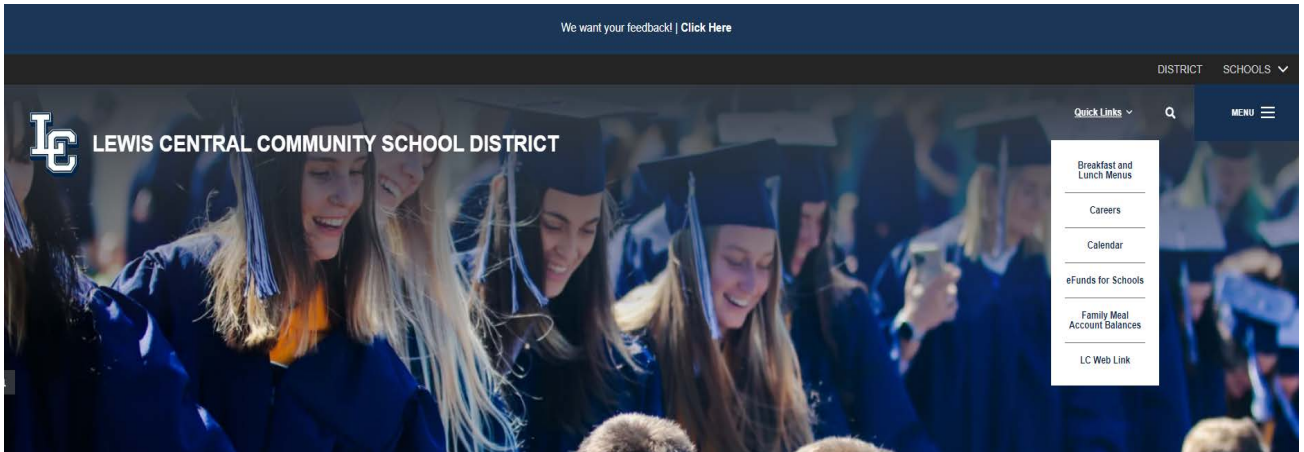 We want your feedback! | Click Here
DISTRICT SCHOOLS
LC
LEWIS CENTRAL COMMUNITY SCHOOL DISTRICT
Quick Links
MENU
Breakfast and
Lunch Menus
Careers
Calendar
eFunds for Schools
Family Meal
Account Balances
LC Web Link